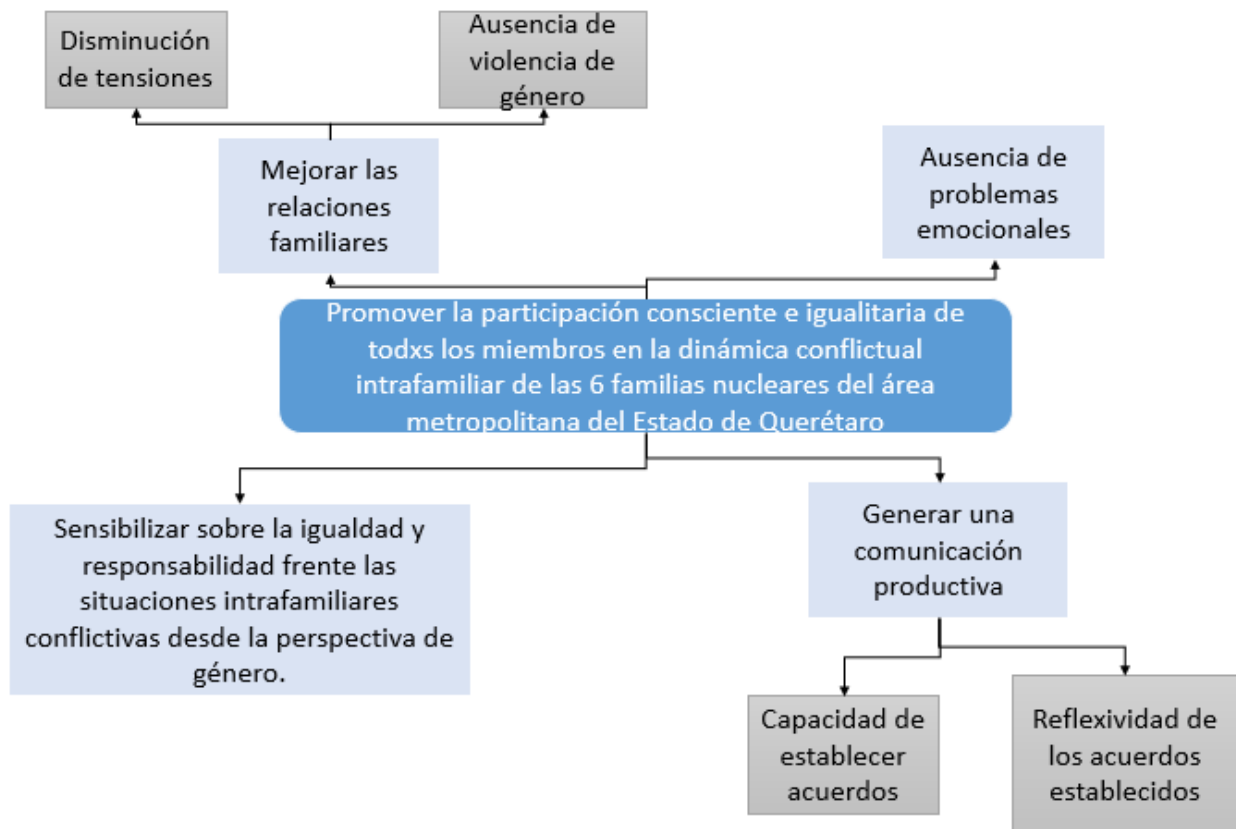 Disminución
de tensiones
Ausencia de
violencia de
género
Mejorar las
relaciones
familiares
Ausencia de
problemas
emocionales
Promover la participación consciente e igualitaria de
todxs los miembros en la dinámica conflictual
intrafamiliar de las 6 familias nucleares del área
metropolitana del Estado de Querétaro
Sensibilizar sobre la igualdad y
responsabilidad frente las
situaciones intrafamiliares
conflictivas desde la perspectiva de
género.
Generar una
comunicación
productiva
Capacidad de
establecer
acuerdos
Reflexividad de
los acuerdos
establecidos